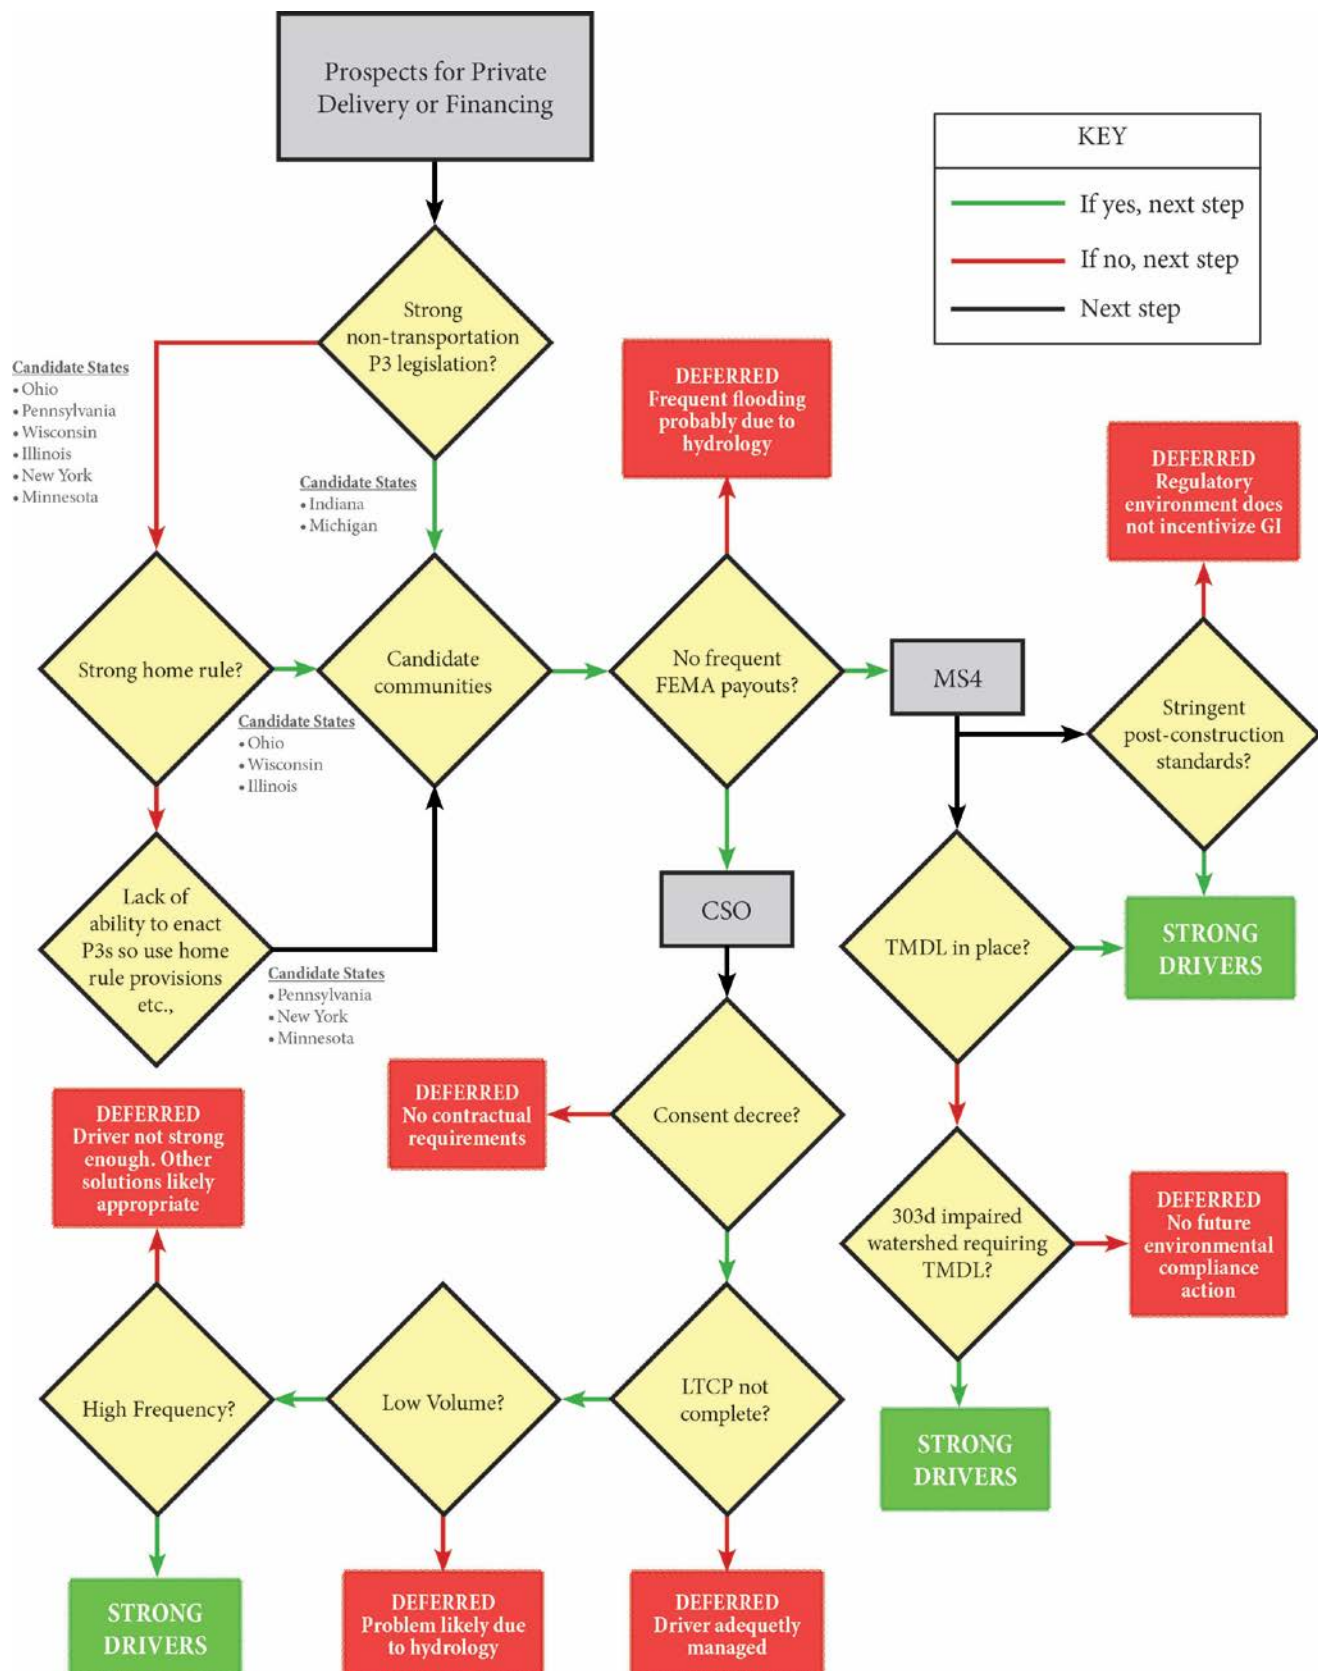 Prospects for Private
Delivery or Financing
KEY
If yes, next step
If no, next step
Next step
Strong
non-transportation
P3 legislation?
Candidate States
• Ohio
• Pennsylvania
• Wisconsin
• Illinois
• New York
• Minnesota
Candidate States
• Indiana
• Michigan
DEFERRED
Frequent flooding
probably due to
hydrology
DEFERRED
Regulatory
environment does
not incentivize GI
Strong home rule?
Candidate
communities
No frequent
FEMA payouts?
MS4
Stringent
post-construction
standards?
Candidate States
• Ohio
• Wisconsin
• Illinois
Lack of
ability to enact
P3s so use home
rule provisions
etc.,
Candidate States
• Pennsylvania
• New York
• Minnesota
CSO
TMDL in place?
STRONG
DRIVERS
DEFERRED
No contractual
requirements
Consent decree?
DEFERRED
Driver not strong
enough. Other
solutions likely
appropriate
303d impaired
watershed requiring
TMDL?
DEFERRED
No future
environmental
compliance
action
High Frequency?
Low Volume?
LTCP not
complete?
STRONG
DRIVERS
STRONG
DRIVERS
DEFERRED
Problem likely due
to hydrology
DEFERRED
Driver adequetly
managed